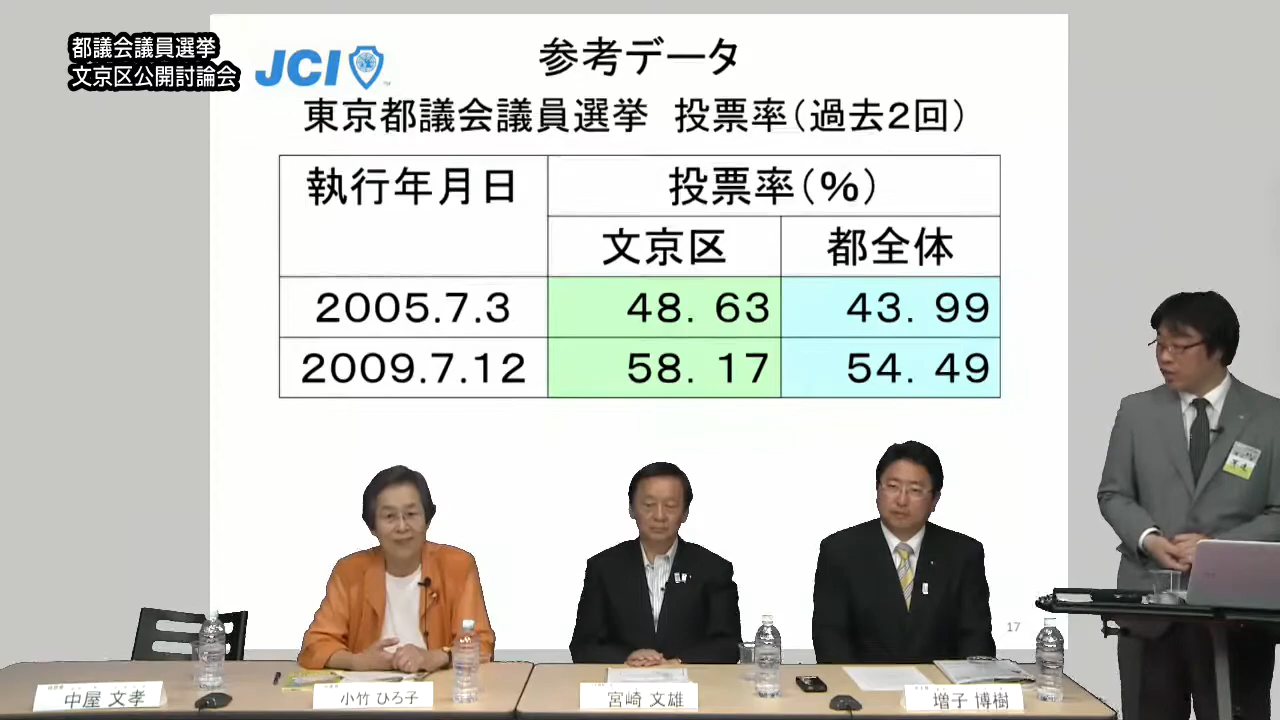 都議会議員選挙
文京区公開討論会
JCI
参考データ
東京都議会議員選挙 投票率(過去2回)
執行年月日 投票率(%)
文京区 都全体
2005.7.3 48.63 43.99
2009.7.12 58.17 54.49
17
中屋 文孝
小竹 ひろ子
宮崎 文雄
増子 博樹